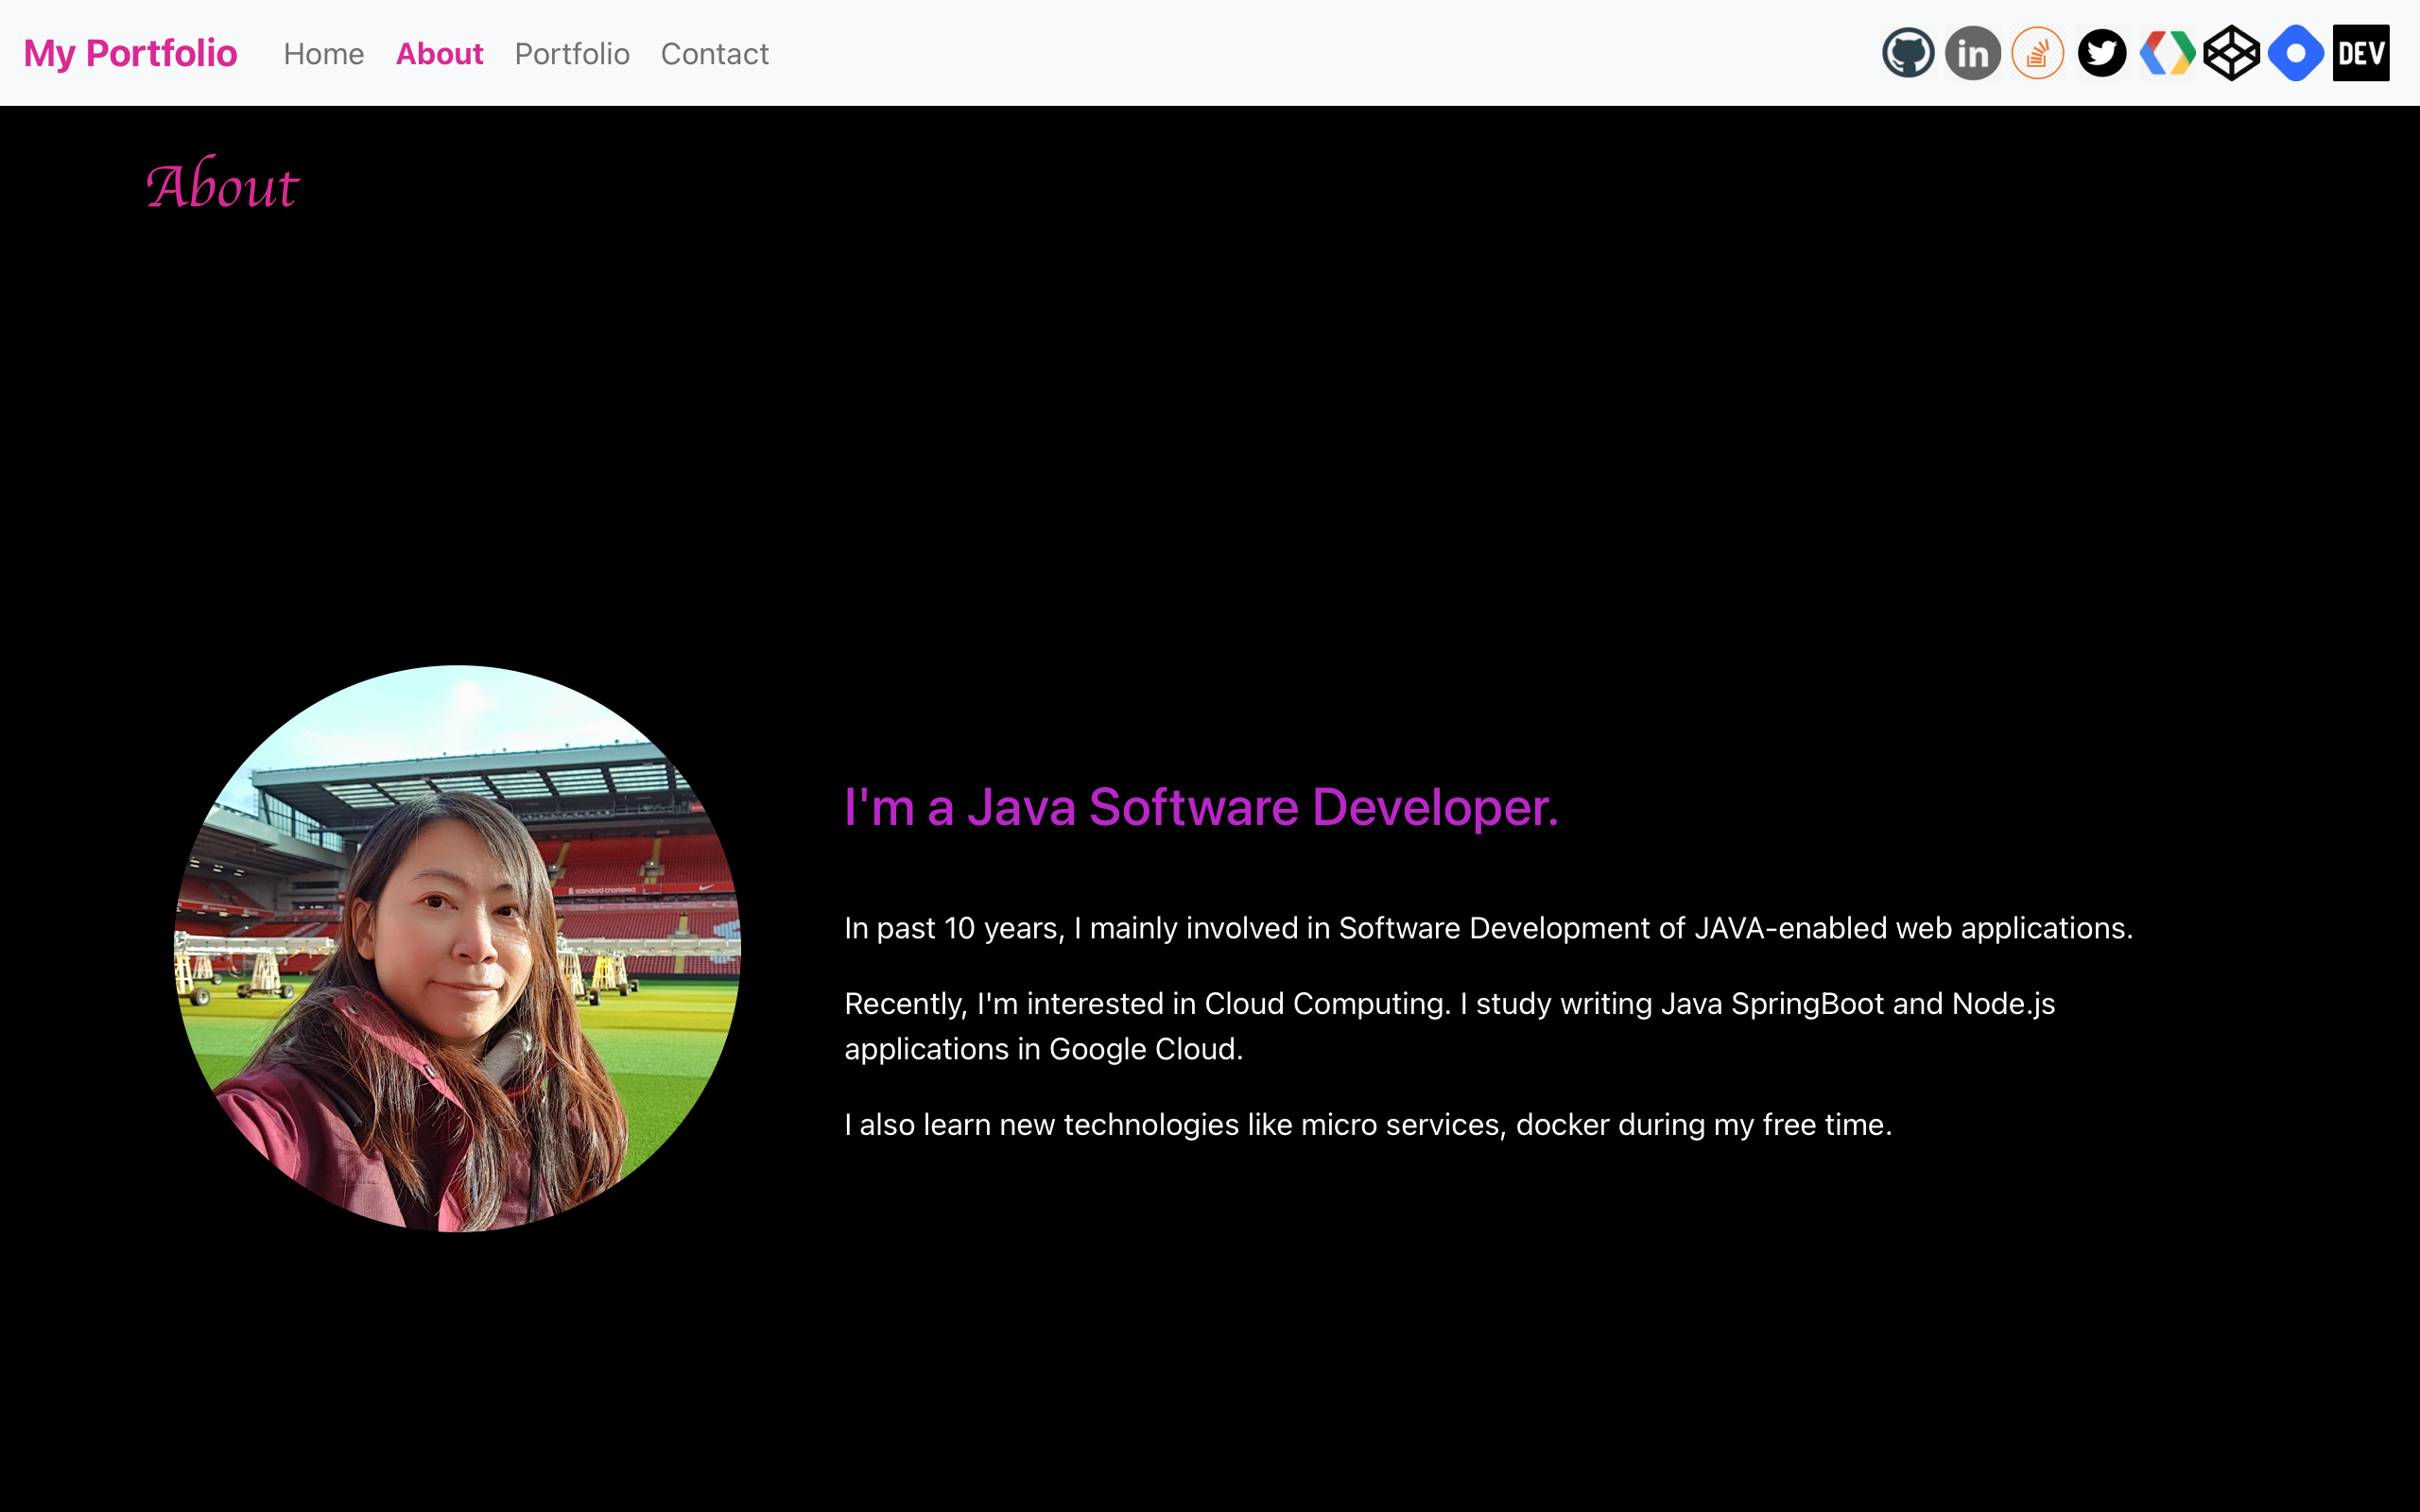 My Portfolio Home About Portfolio Contact in DEV
About
I'm a Java Software Developer.
standard chartered
In past 10 years, I mainly involved in Software Development of JAVA-enabled web applications.
Recently, I'm interested in Cloud Computing. I study writing Java SpringBoot and Node.js
applications in Google Cloud.
I also learn new technologies like micro services, docker during my free time.